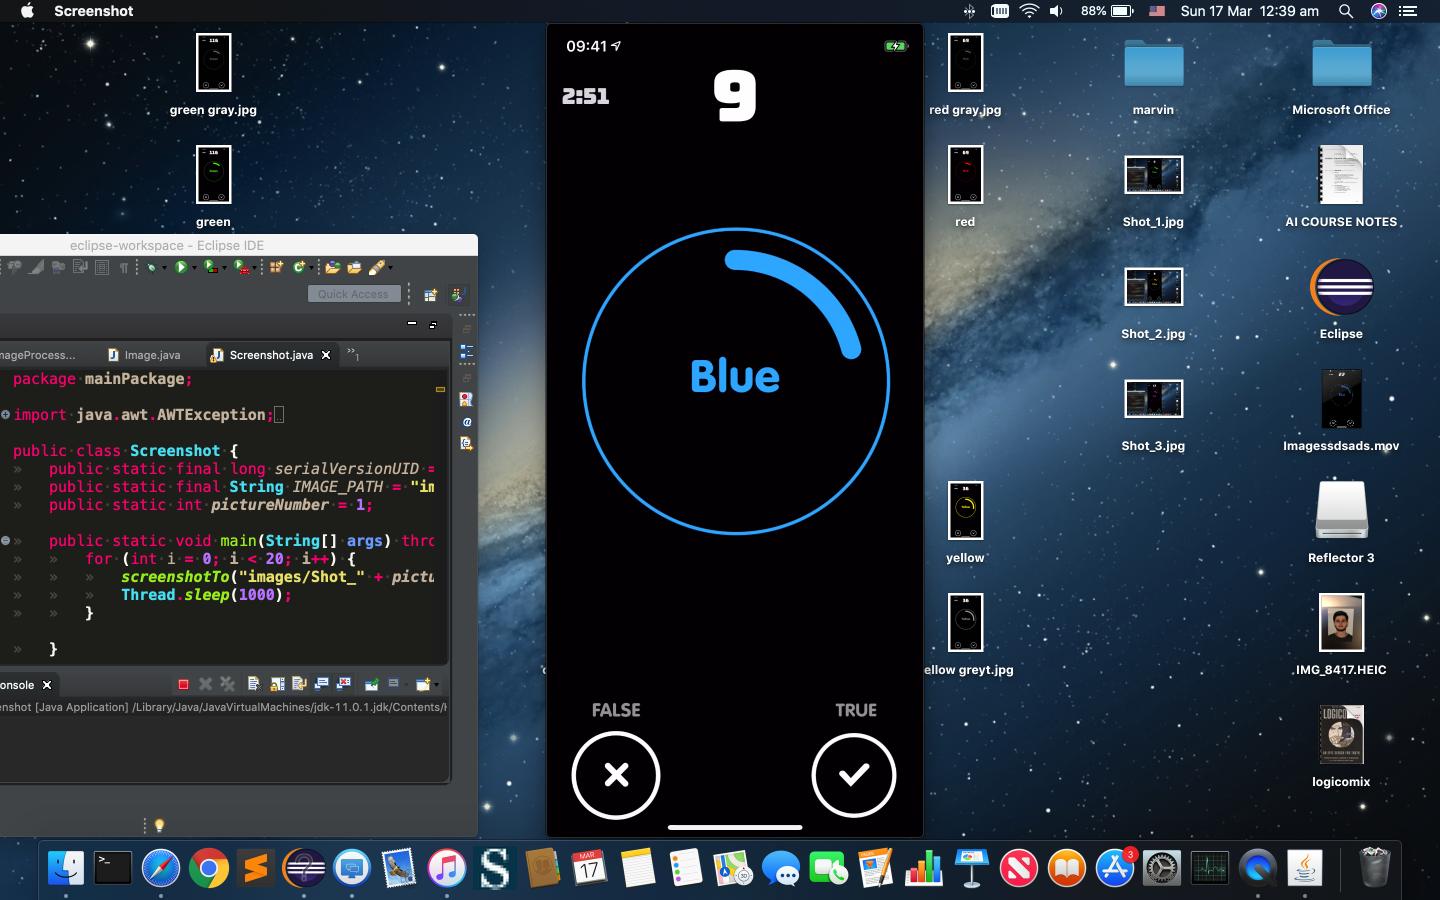 Screenshot
88%
Sun 17 Mar 12:39 am
green gray.jpg
green
eclipse-workspace - Eclipse IDE
Quick Access
mageProcess...
Image.java
Screenshot.java
1
package mainPackage;
import java.awt.AWTException;
public class Screenshot {
public static final long serialVersionUID =
public static final String IMAGE_PATH = "im
public static int pictureNumber = 1;
public static void main(String[] args) thro
for (int i = 0; i < 20; i++) {
screenshotTo("images/Shot_" + pictu
Thread.sleep(1000);
}
}
onsole
nshot [Java Application] /Library/Java/JavaVirtualMachines/jdk-11.0.1.jdk/Contents/H
09:41
2:51
9
Blue
FALSE
TRUE
red gray.jpg
red
yellow
ellow greyt.jpg
marvin
Shot_1.jpg
Shot_2.jpg
Shot_3.jpg
Microsoft Office
AI COURSE NOTES
Eclipse
Imagessdsads.mov
Reflector 3
IMG_8417.HEIC
LOGICO
logicomix
MAR
17
3